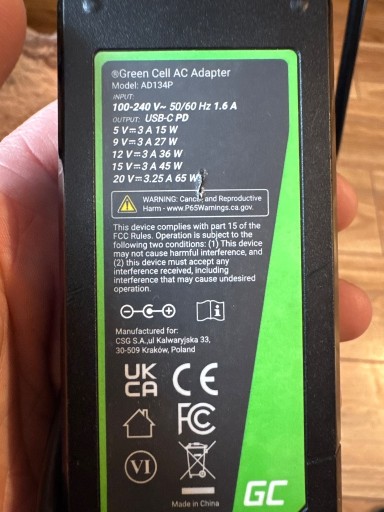 ®Green Cell AC Adapter
Model: AD134P
INPUT:
100-240 V~ 50/60 Hz 1.6 A
OUTPUT: USB-C PD
5 V⎓3 A 15 W
9 V⎓3 A 27 W
12 V⎓3 A 36 W
15 V⎓3 A 45 W
20 V⎓3.25 A 65 W
WARNING: Cancer and Reproductive
Harm - www.P65Warnings.ca.gov
This device complies with part 15 of the
FCC Rules. Operation is subject to the
following two conditions: (1) This device
may not cause harmful interference, and
(2) this device must accept any
interference received, including
interference that may cause undesired
operation.
Manufactured for:
CSG S.A.,ul Kalwaryjska 33,
30-509 Kraków, Poland
UK
CA CE
FC
VI
Made in China
GC